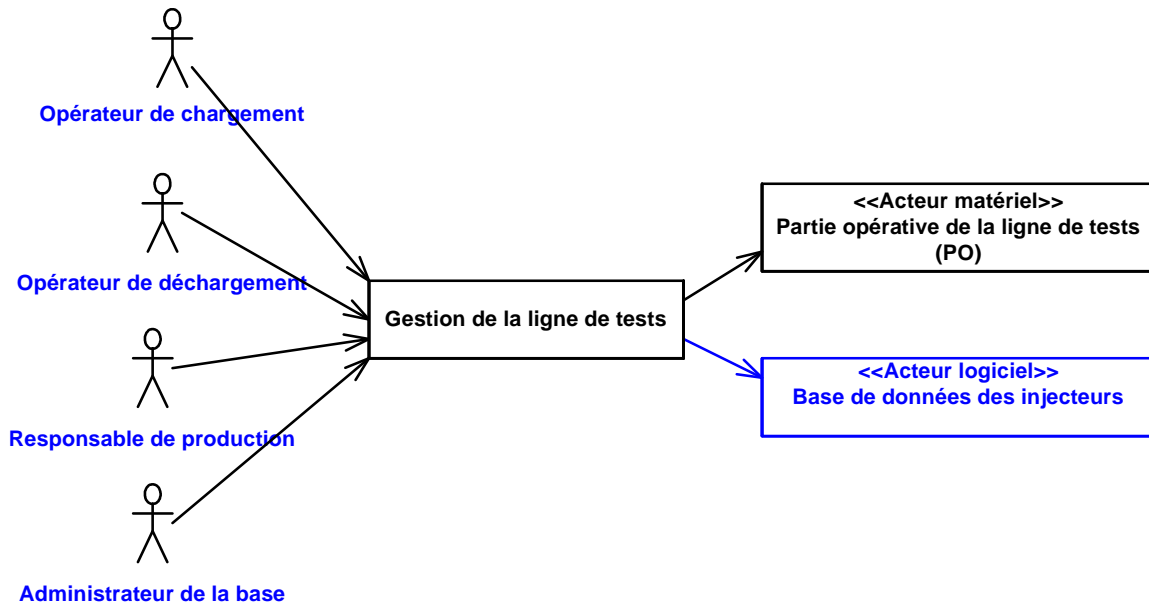 Opérateur de chargement
Opérateur de déchargement
Responsable de production
Administrateur de la base
Gestion de la ligne de tests
<<Acteur matériel>>
Partie opérative de la ligne de tests
(PO)
<<Acteur logiciel>>
Base de données des injecteurs